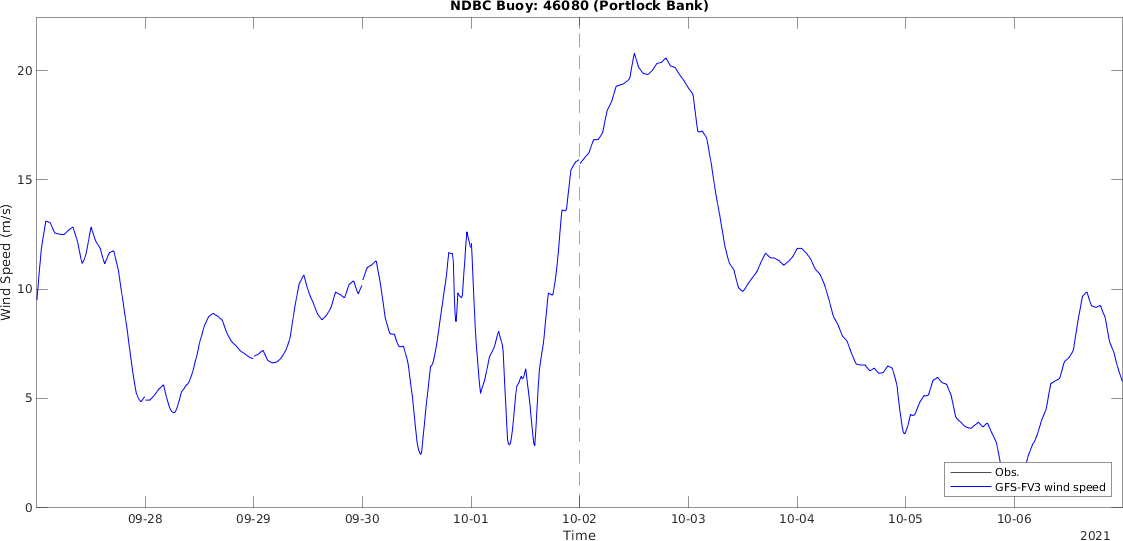 NDBC Buoy: 46080 (Portlock Bank)
Wind Speed (m/s)
20
15
10
5
0
09-28 09-29 09-30 10-01 10-02 10-03 10-04 10-05 10-06
Time
2021
Obs.
GFS-FV3 wind speed